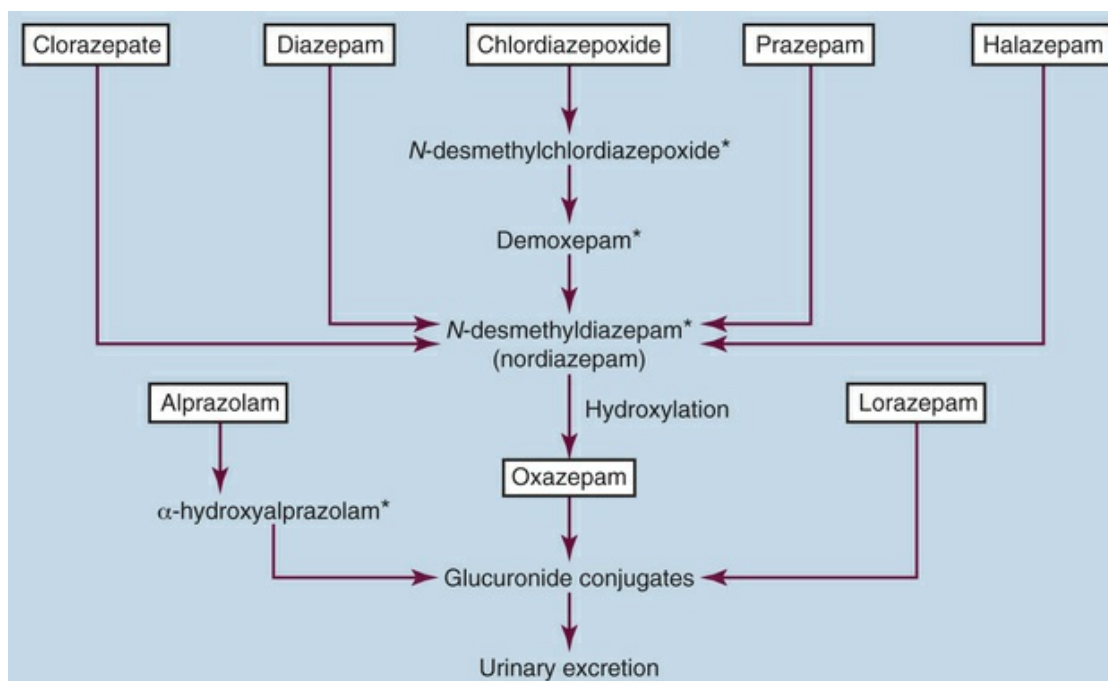 Clorazepate
Diazepam
Chlordiazepoxide
Prazepam
Halazepam
N-desmethylchlordiazepoxide*
Demoxepam*
N-desmethyldiazepam*
(nordiazepam)
Alprazolam
Hydroxylation
Lorazepam
Oxazepam
α-hydroxyalprazolam*
Glucuronide conjugates
Urinary excretion